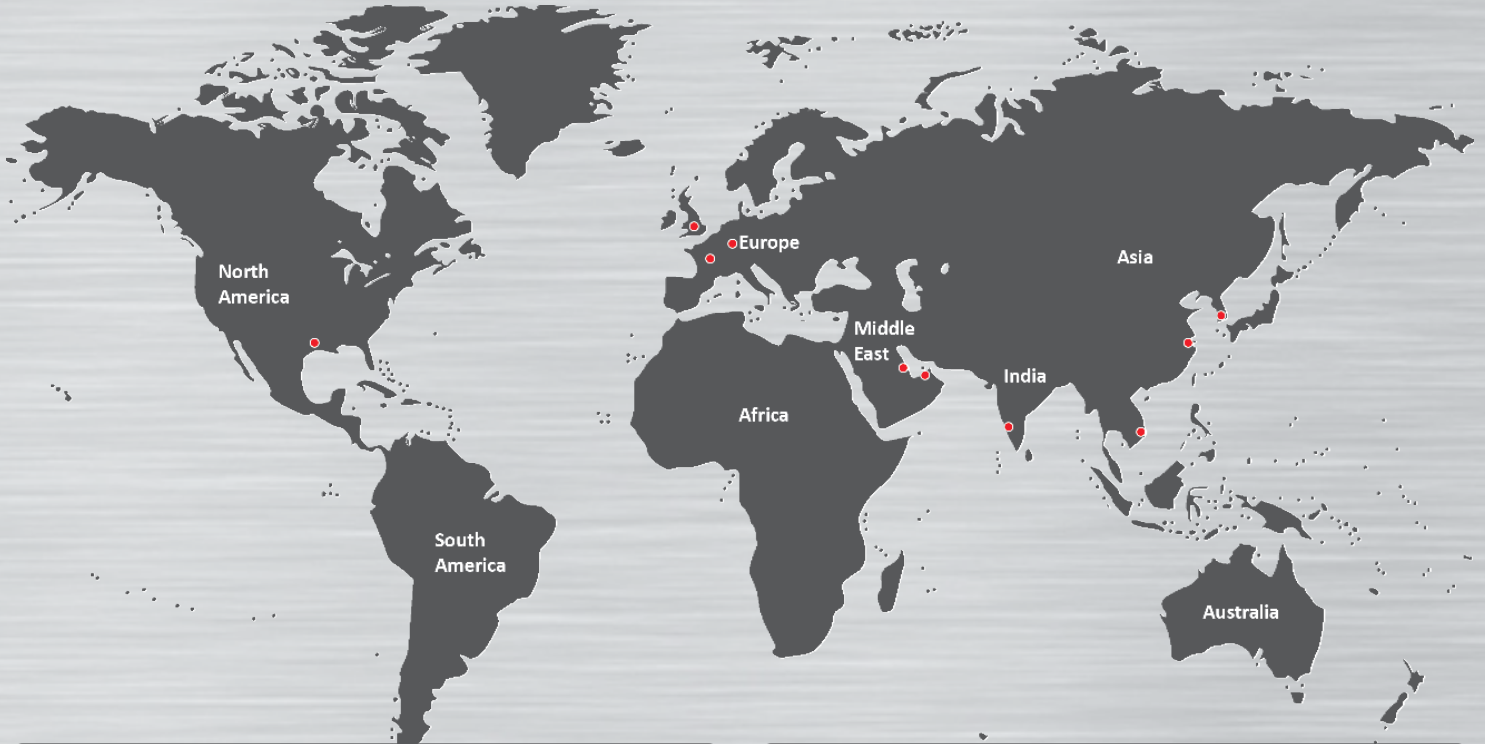 North
America
Europe
Asia
Middle
East
India
Africa
South
America
Australia